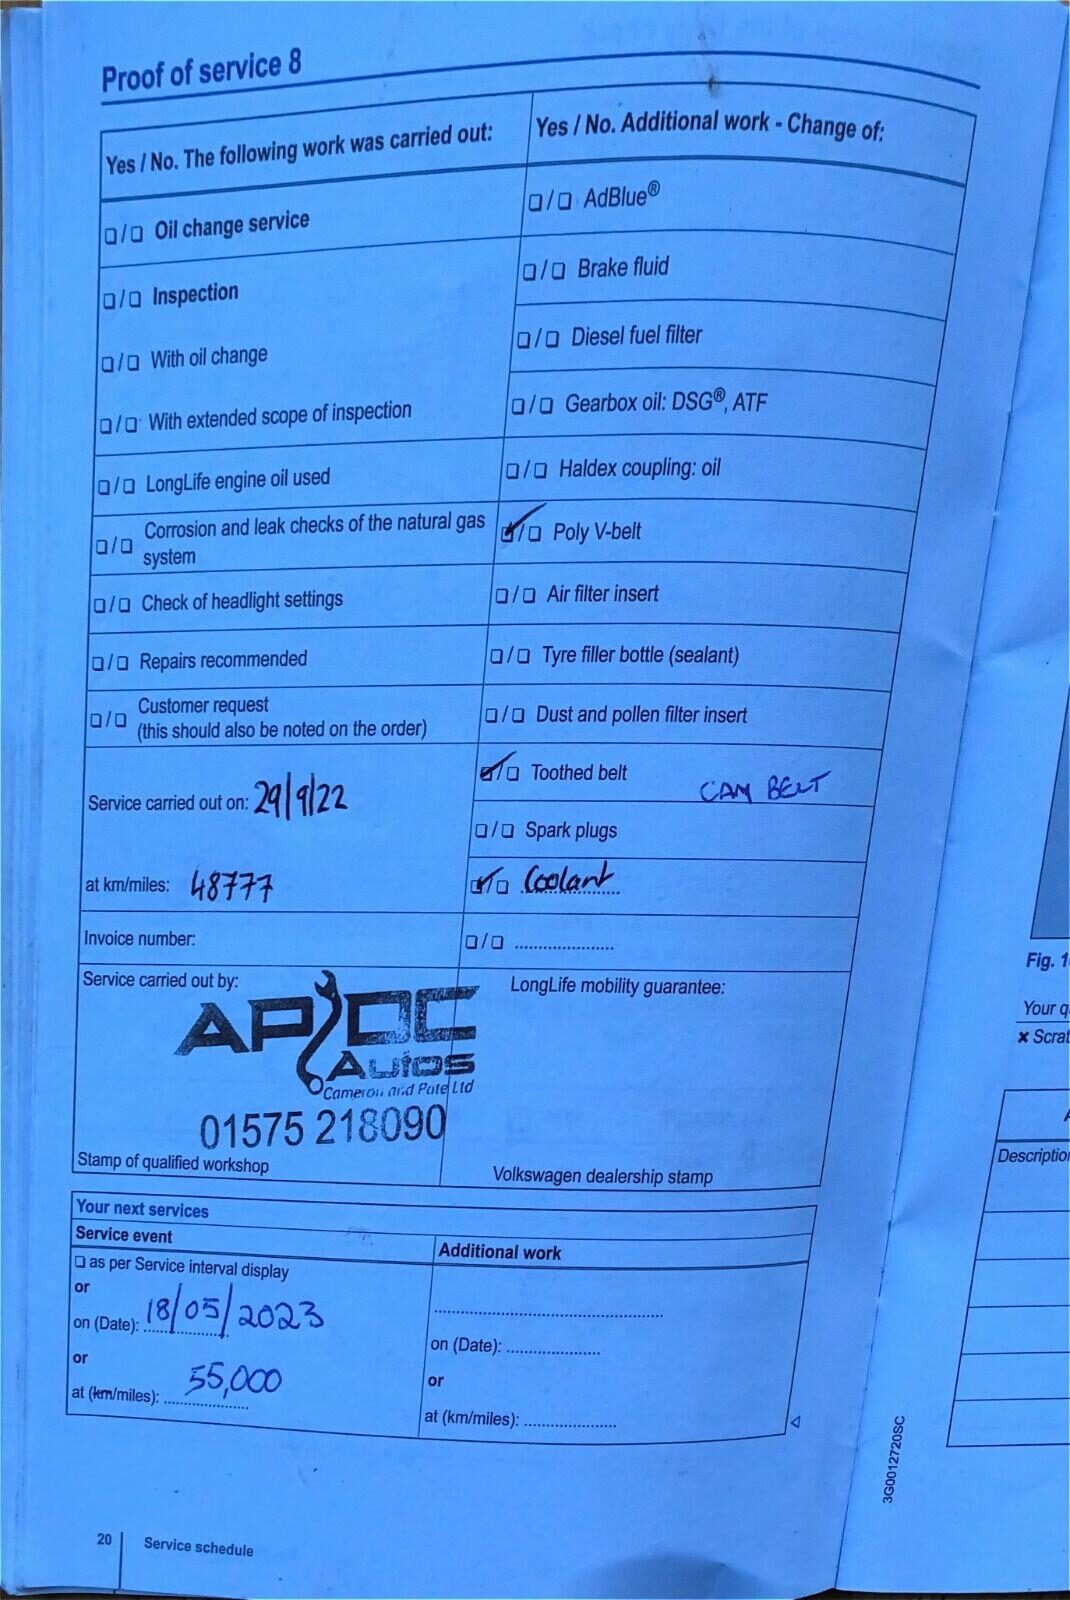 Proof of service 8
Yes / No. The following work was carried out:
❑/❑ Oil change service
❑/❑ Inspection
❑/❑ With oil change
❑/❑ With extended scope of inspection
❑/❑ LongLife engine oil used
❑/❑ Corrosion and leak checks of the natural gas
system
❑/❑ Check of headlight settings
❑/❑ Repairs recommended
❑/❑ Customer request
(this should also be noted on the order)
Service carried out on: 29/9/22
at km/miles: 48777
Invoice number:
Yes / No. Additional work - Change of:
❑/❑ AdBlue®
❑/❑ Brake fluid
❑/❑ Diesel fuel filter
❑/❑ Gearbox oil: DSG®, ATF
❑/❑ Haldex coupling: oil
☑/❑ Poly V-belt
❑/❑ Air filter insert
❑/❑ Tyre filler bottle (sealant)
❑/❑ Dust and pollen filter insert
☑/❑ Toothed belt CAM BELT
❑/❑ Spark plugs
☑/❑ Coolant
❑/❑ ......................
Service carried out by:
Autos
Cameron and Pate Ltd
01575 218090
Stamp of qualified workshop
LongLife mobility guarantee:
Volkswagen dealership stamp
Your next services
Service event
❑ as per Service interval display
or
on (Date): 18/05/2023
or
at (km/miles): 55,000
Additional work
..................................................
on (Date): ....................
or
at (km/miles): ....................
3G0012720SC
20 Service schedule
Fig. 1
Your q
× Scrat
Description